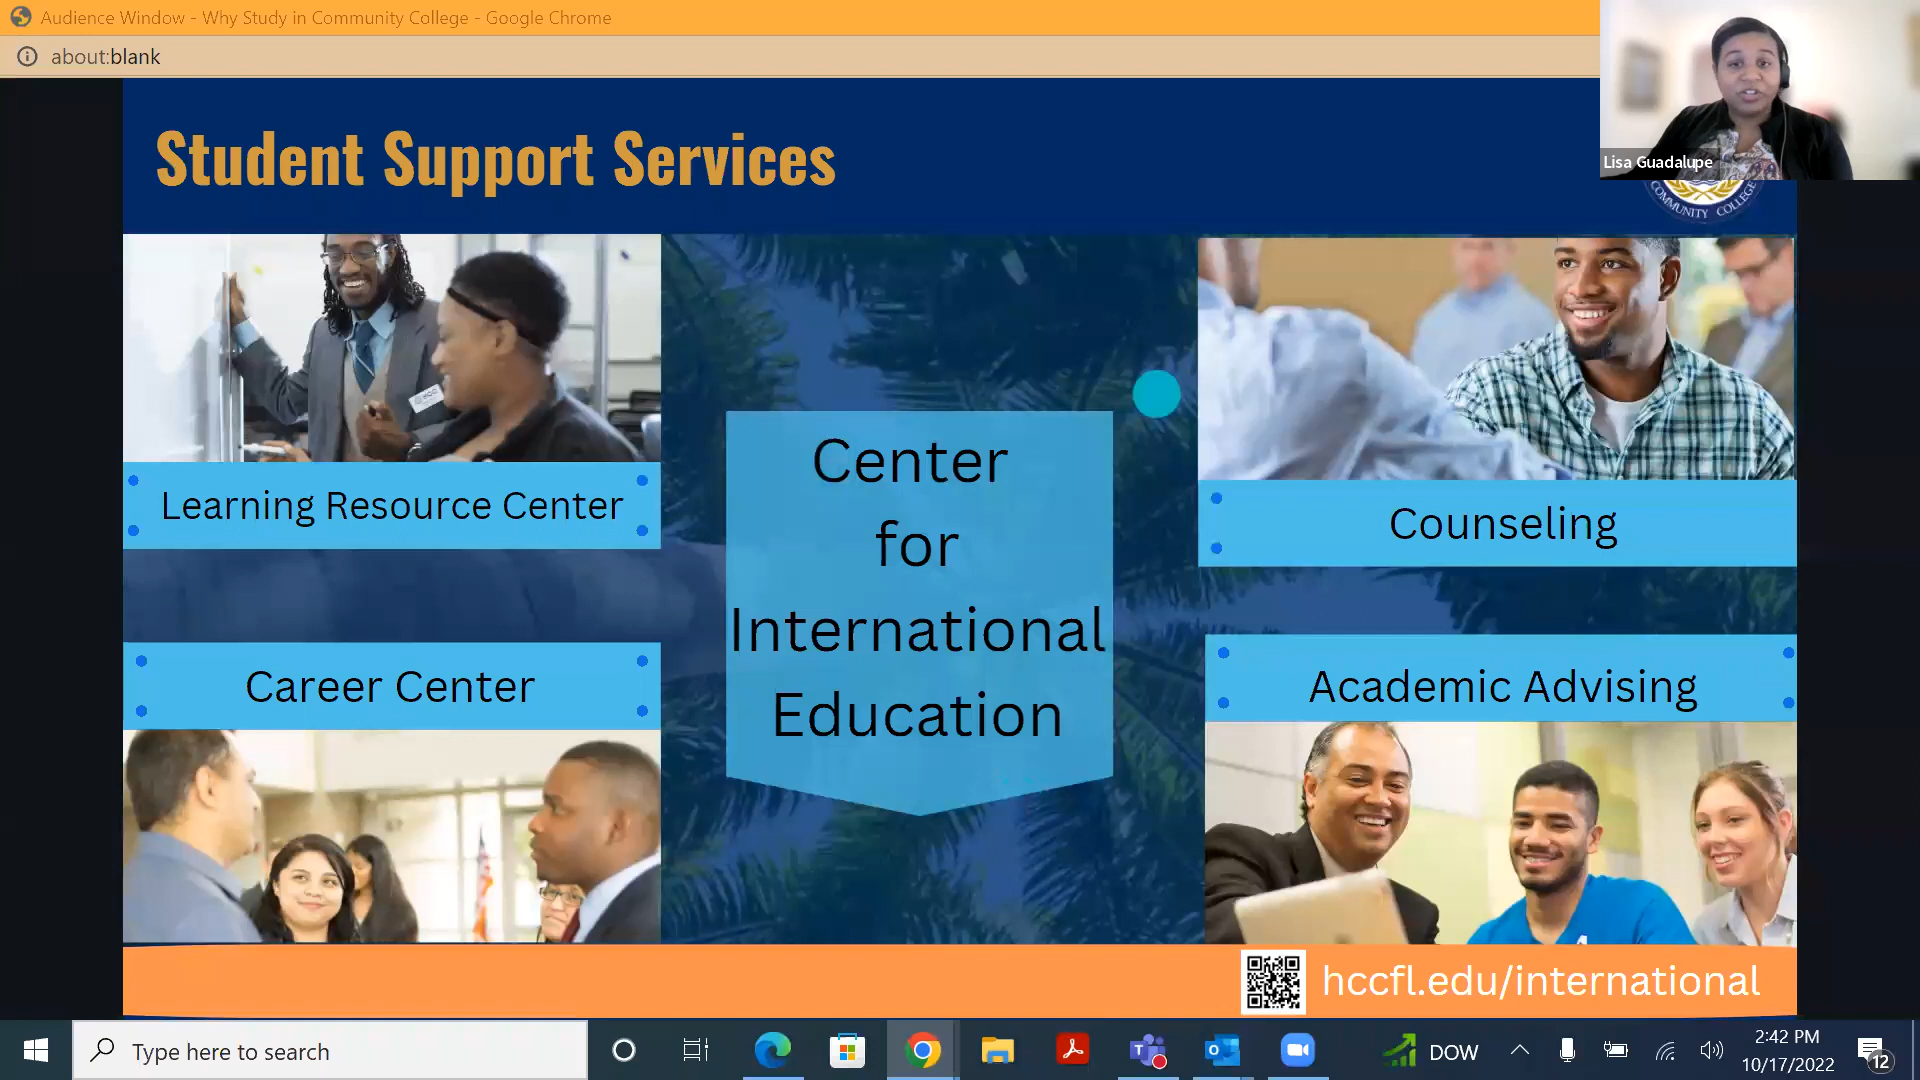 Audience Window - Why Study in Community College - Google Chrome
about:blank
Lisa Guadalupe
COMMUNITY COLLEGE
Student Support Services
Learning Resource Center
Center
for
International
Education
Counseling
Career Center
Academic Advising
hccfl.edu/international
Type here to search
DOW
2:42 PM
10/17/2022
12